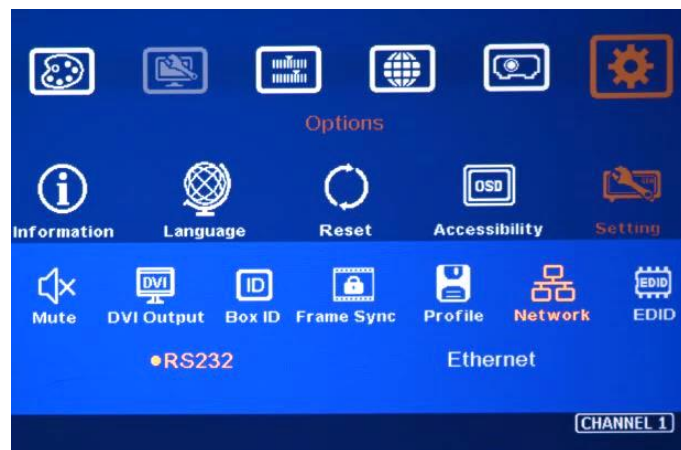 Options
OSD
Information Language Reset Accessibility Setting
DVI ID EDID
Mute DVI Output Box ID Frame Sync Profile Network EDID
•RS232 Ethernet
CHANNEL 1